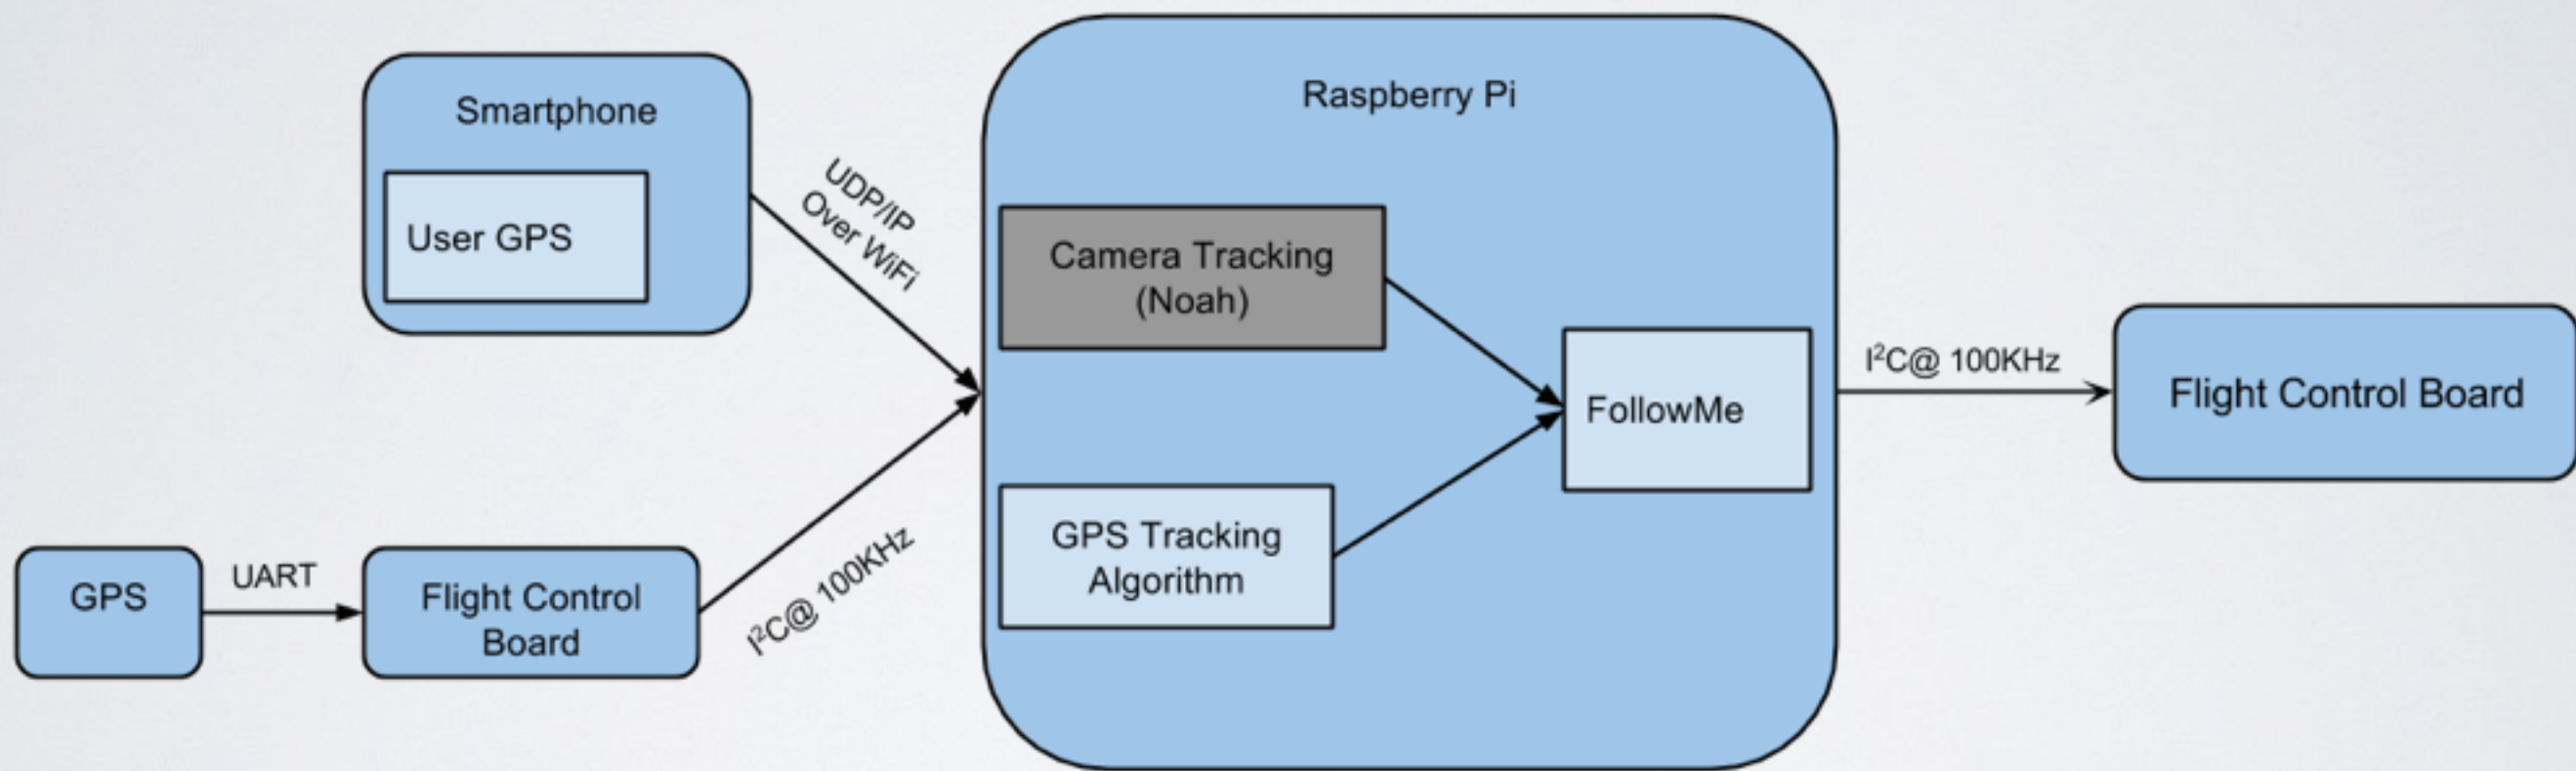 Smartphone
User GPS
UDP/IP
Over WiFi
GPS
UART
Flight Control
Board
I²C@ 100KHz
Raspberry Pi
Camera Tracking
(Noah)
GPS Tracking
Algorithm
FollowMe
I²C@ 100KHz
Flight Control Board